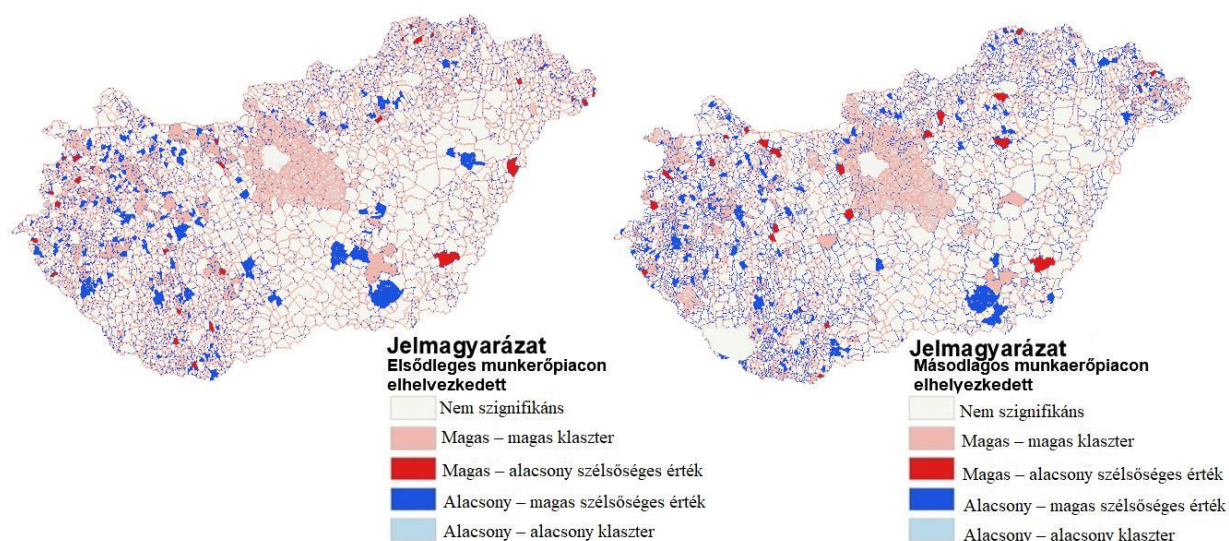 Jelmagyarázat
Elsődleges munkerőpiacon
elhelvezkedett
Nem szignifikáns
Magas – magas klaszter
Magas – alacsony szélsőséges érték
Alacsony – magas szélsőséges érték
Alacsony – alacsony klaszter
Jelmagyarázat
Másodlagos munkaerőpiacon
elhelyezkedett
Nem szignifikáns
Magas – magas klaszter
Magas – alacsony szélsőséges érték
Alacsony – magas szélsőséges érték
Alacsony – alacsony klaszter